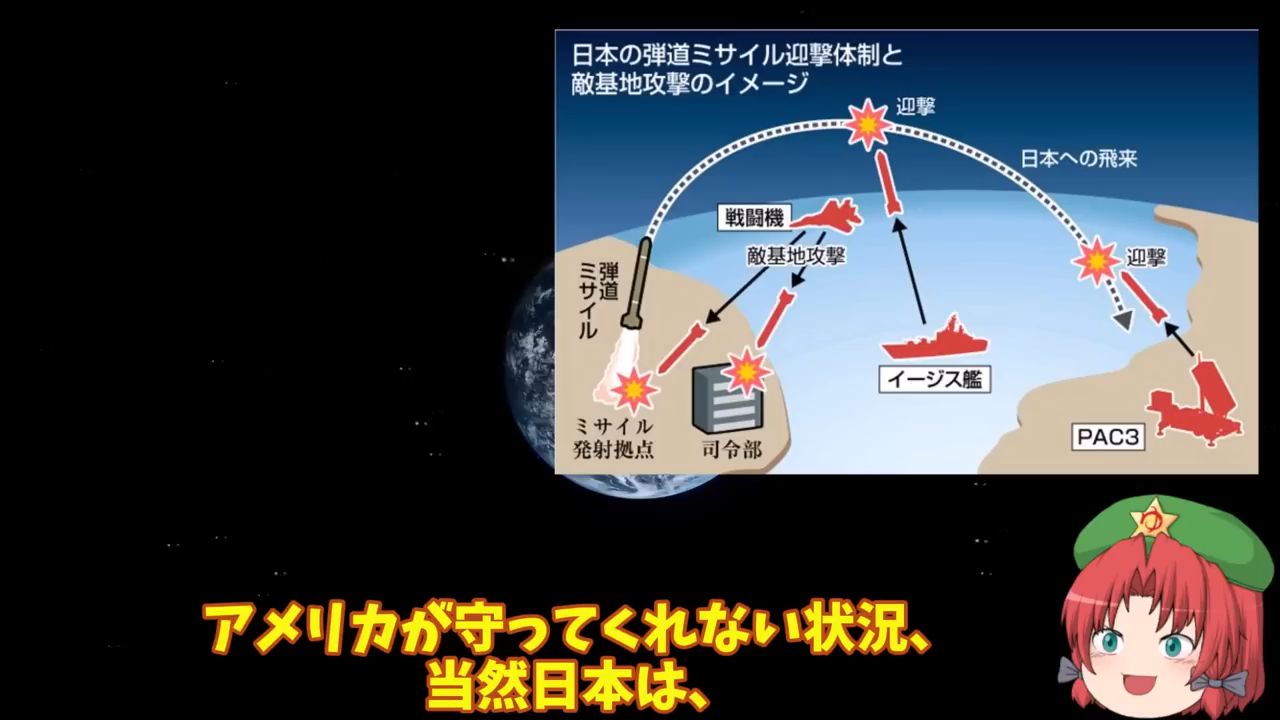 日本の弾道ミサイル迎撃体制と
敵基地攻撃のイメージ
迎撃
日本への飛来
戦闘機
敵基地攻撃
迎撃
弾道
ミサイル
イージス艦
ミサイル
発射拠点
司令部
PAC3
アメリカが守ってくれない状況、
当然日本は、